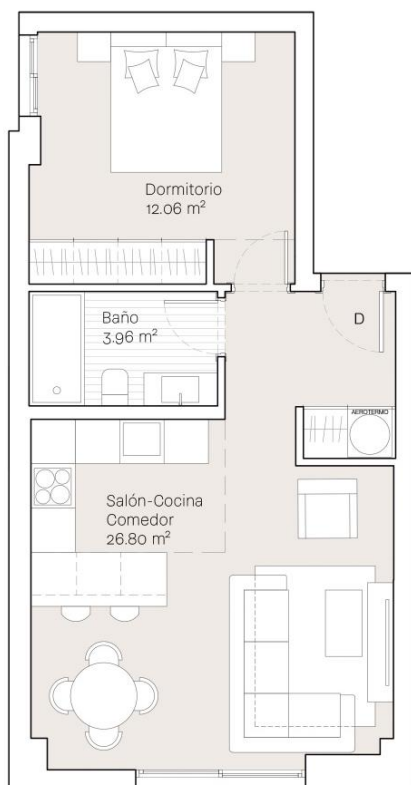 Dormitorio
12.06 m²
Baño
3.96 m²
D
AEROTERMO
Salón-Cocina
Comedor
26.80 m²